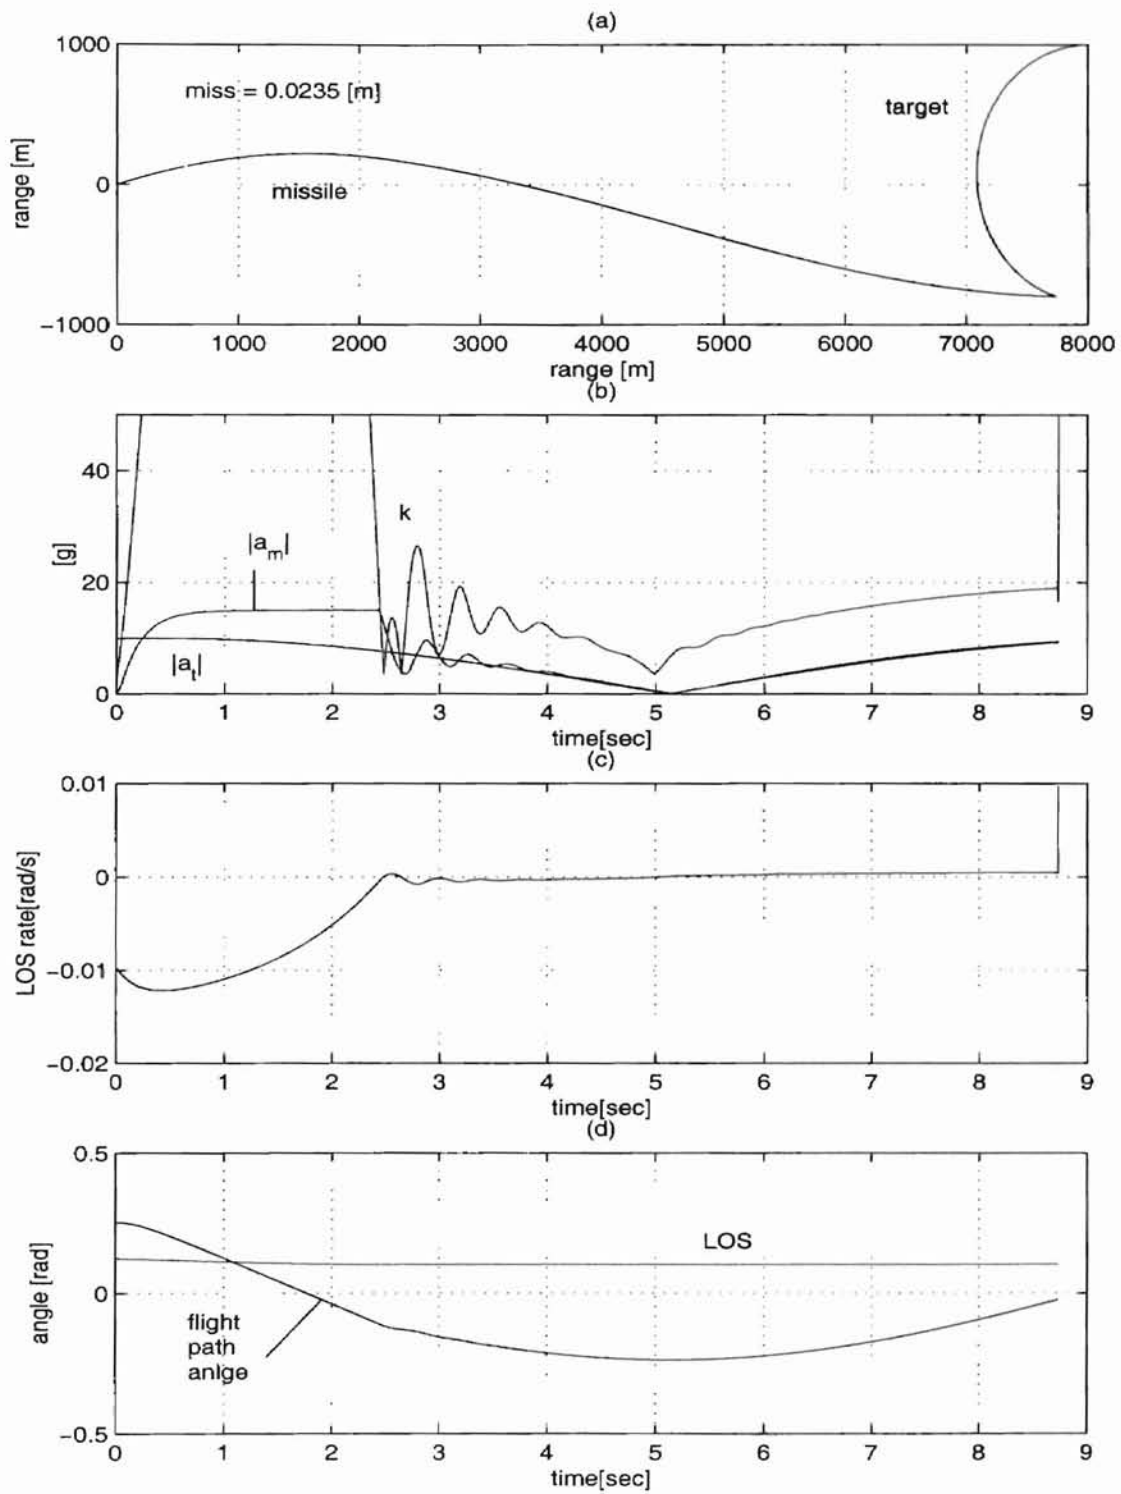 (a)
1000
0
−1000
range [m]
miss = 0.0235 [m]
missile
target
0 1000 2000 3000 4000 5000 6000 7000 8000
range [m]
(b)
40
20
0
[g]
k
|a_m|
|a_t|
0 1 2 3 4 5 6 7 8 9
time[sec]
(c)
0.01
0
−0.01
−0.02
LOS rate[rad/s]
0 1 2 3 4 5 6 7 8 9
time[sec]
(d)
0.5
0
−0.5
angle [rad]
LOS
flight
path
anlge
0 1 2 3 4 5 6 7 8 9
time[sec]